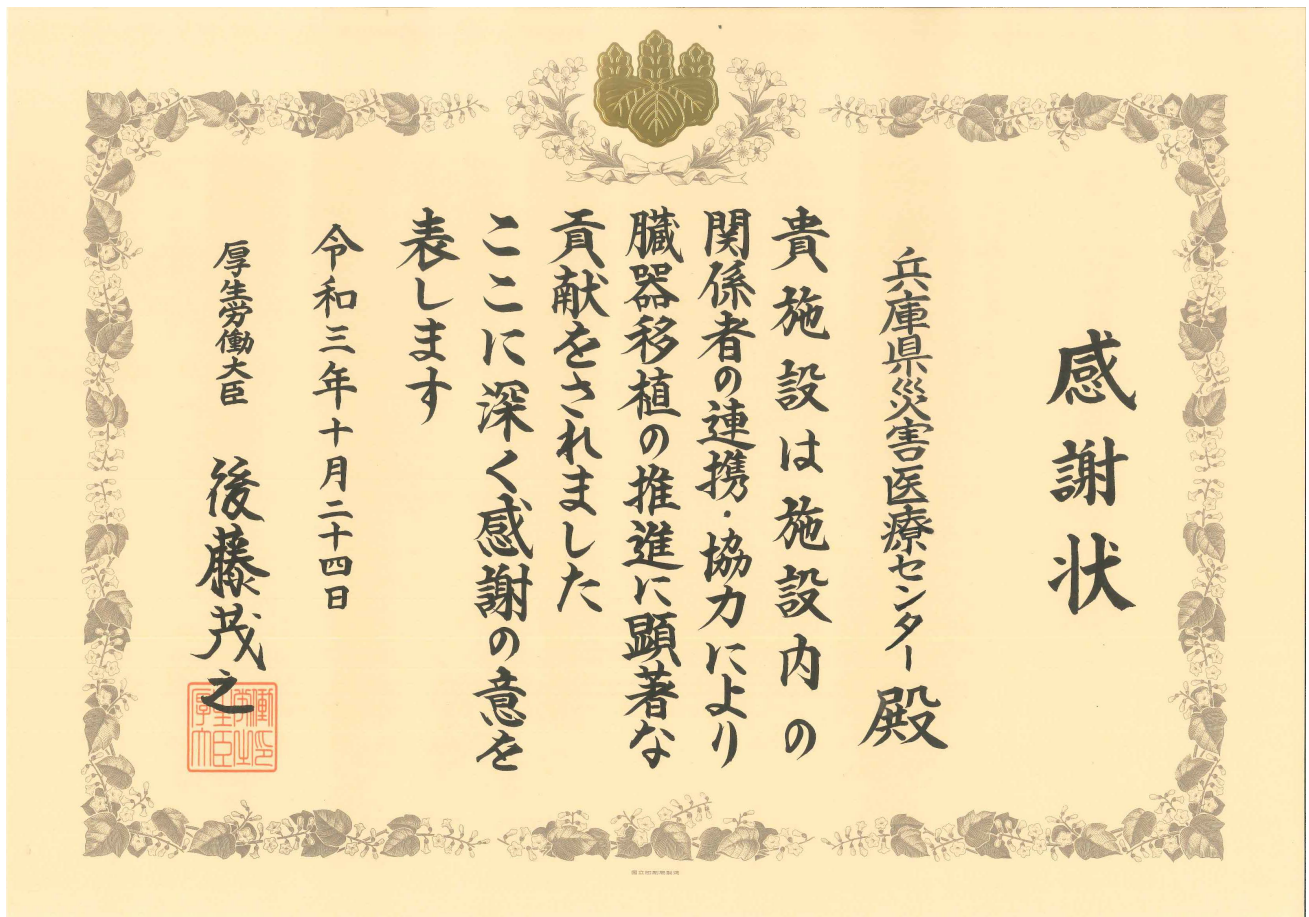 感謝状
兵庫県災害医療センター殿
貴施設は施設内の
関係者の連携・協力により
臓器移植の推進に顕著な
貢献をされました
ここに深く感謝の意を
表します
令和三年十月二十四日
厚生労働大臣 後藤茂之